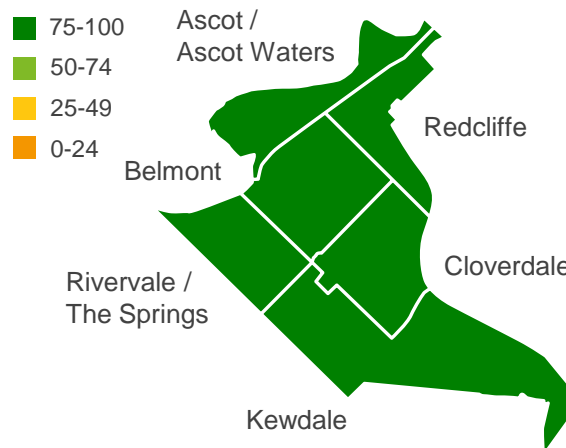 75-100
50-74
25-49
0-24
Ascot /
Ascot Waters
Redcliffe
Belmont
Cloverdale
Rivervale /
The Springs
Kewdale